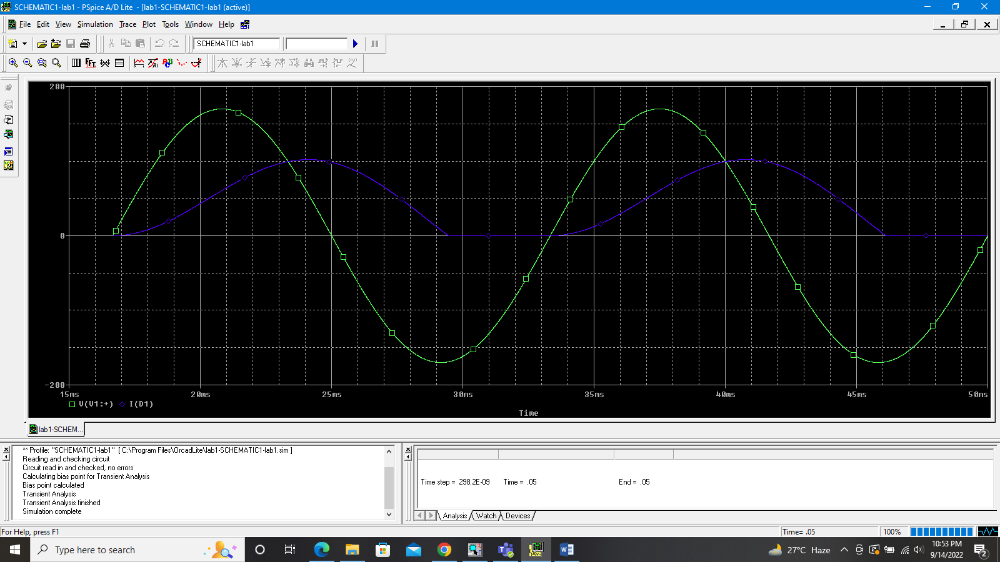 SCHEMATIC1-lab1 - PSpice A/D Lite - [lab1-SCHEMATIC1-lab1 (active)]
File Edit View Simulation Trace Plot Tools Window Help
SCHEMATIC1-lab1
200
0
-200
15ms 20ms 25ms 30ms 35ms 40ms 45ms 50ms
V(V1:+) I(D1)
Time
lab1-SCHEM...
** Profile: "SCHEMATIC1-lab1" [ C:\Program Files\OrcadLite\lab1-SCHEMATIC1-lab1.sim ]
Reading and checking circuit
Circuit read in and checked, no errors
Calculating bias point for Transient Analysis
Bias point calculated
Transient Analysis
Transient Analysis finished
Simulation complete
Time step = 298.2E-09 Time = .05 End = .05
Analysis Watch Devices
For Help, press F1 Time= .05 100%
Type here to search 27°C Haze 10:53 PM
9/14/2022 2